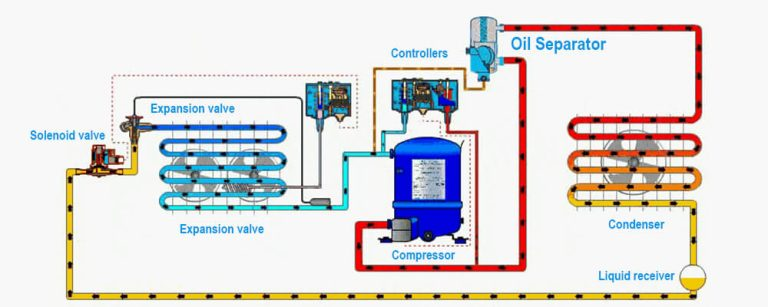 Oil Separator
Controllers
Expansion valve
Solenoid valve
Expansion valve
Condenser
Compressor
Liquid receiver